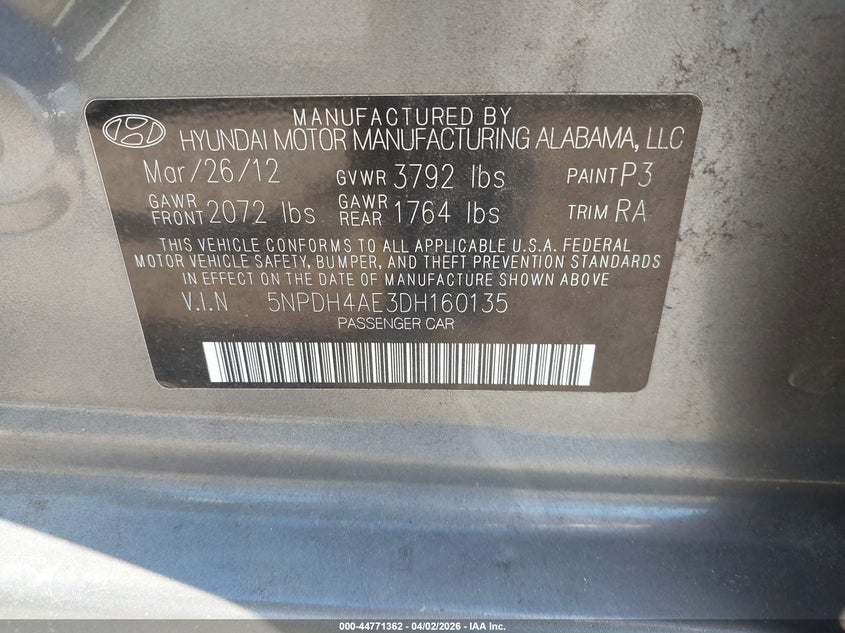 MANUFACTURED BY
HYUNDAI MOTOR MANUFACTURING ALABAMA, LLC
Mar/26/12 GVWR 3792 lbs PAINT P3
GAWR FRONT 2072 lbs GAWR REAR 1764 lbs TRIM RA
THIS VEHICLE CONFORMS TO ALL APPLICABLE U.S.A. FEDERAL
MOTOR VEHICLE SAFETY, BUMPER, AND THEFT PREVENTION STANDARDS
IN EFFECT ON THE DATE OF MANUFACTURE SHOWN ABOVE
V.I.N 5NPDH4AE3DH160135
PASSENGER CAR
000-44771362 - 04/02/2026 - IAA Inc.